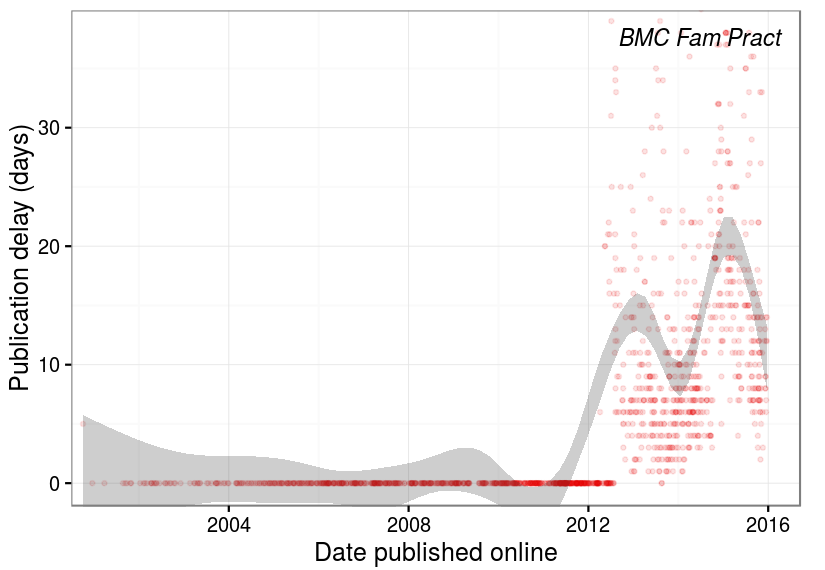 BMC Fam Pract
Publication delay (days)
30
20
10
0
2004 2008 2012 2016
Date published online